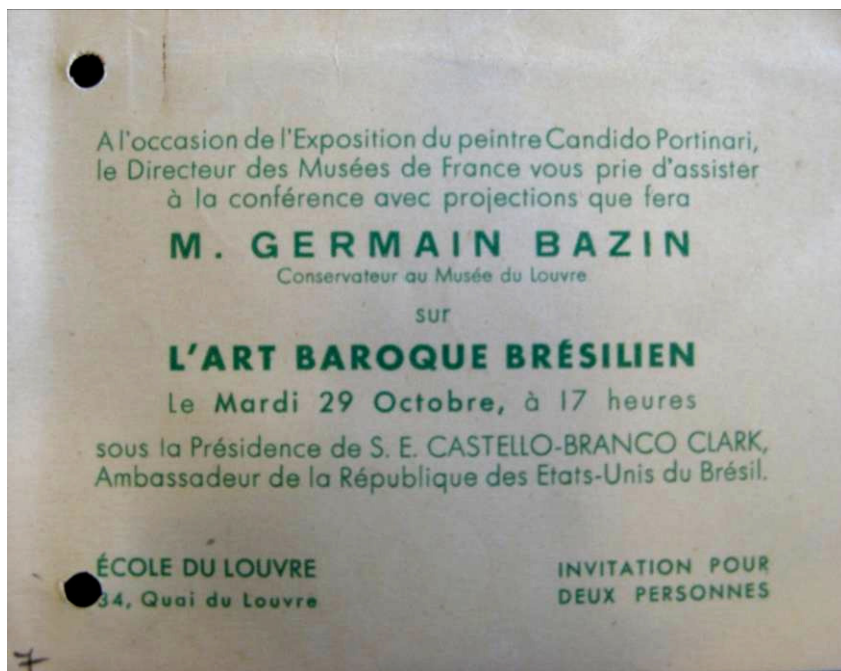 A l'occasion de l'Exposition du peintre Candido Portinari,
le Directeur des Musées de France vous prie d'assister
à la conférence avec projections que fera
M. GERMAIN BAZIN
Conservateur au Musée du Louvre
sur
L'ART BAROQUE BRÉSILIEN
Le Mardi 29 Octobre, à 17 heures
sous la Présidence de S. E. CASTELLO-BRANCO CLARK,
Ambassadeur de la République des Etats-Unis du Brésil.
ÉCOLE DU LOUVRE
34, Quai du Louvre
INVITATION POUR
DEUX PERSONNES
7